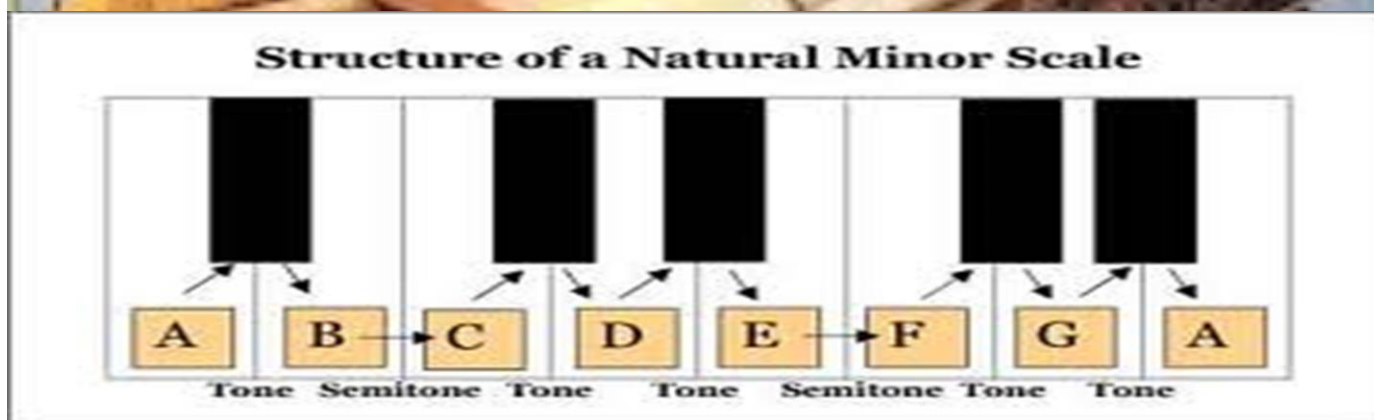 Structure of a Natural Minor Scale
A B C D E F G A
Tone Semitone Tone Tone Semitone Tone Tone